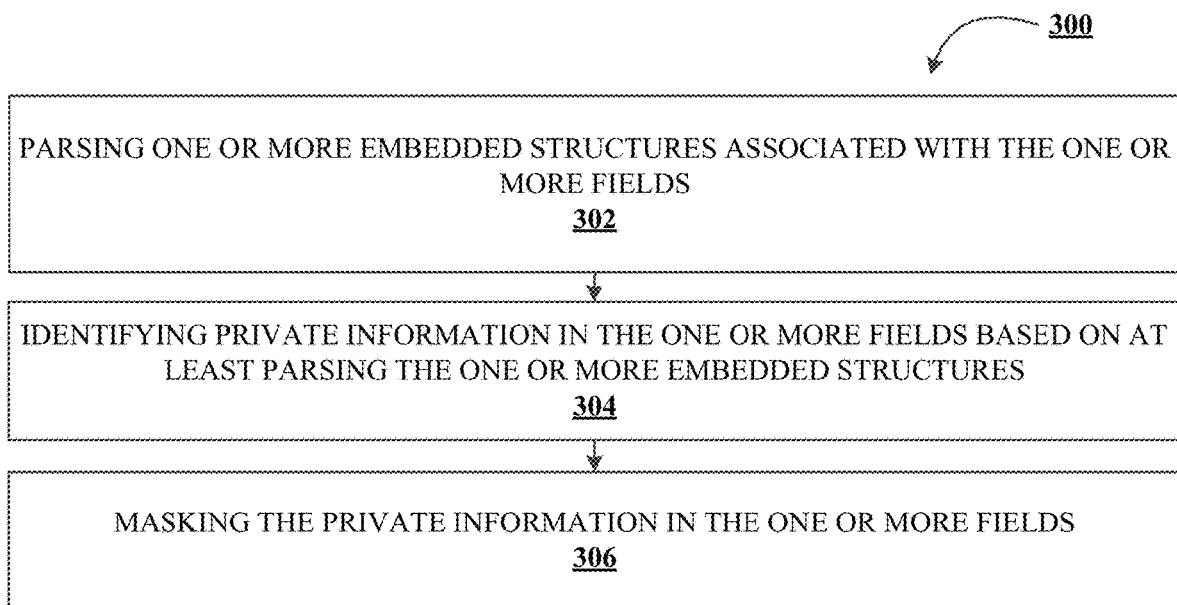 300
PARSING ONE OR MORE EMBEDDED STRUCTURES ASSOCIATED WITH THE ONE OR
MORE FIELDS
302
IDENTIFYING PRIVATE INFORMATION IN THE ONE OR MORE FIELDS BASED ON AT
LEAST PARSING THE ONE OR MORE EMBEDDED STRUCTURES
304
MASKING THE PRIVATE INFORMATION IN THE ONE OR MORE FIELDS
306